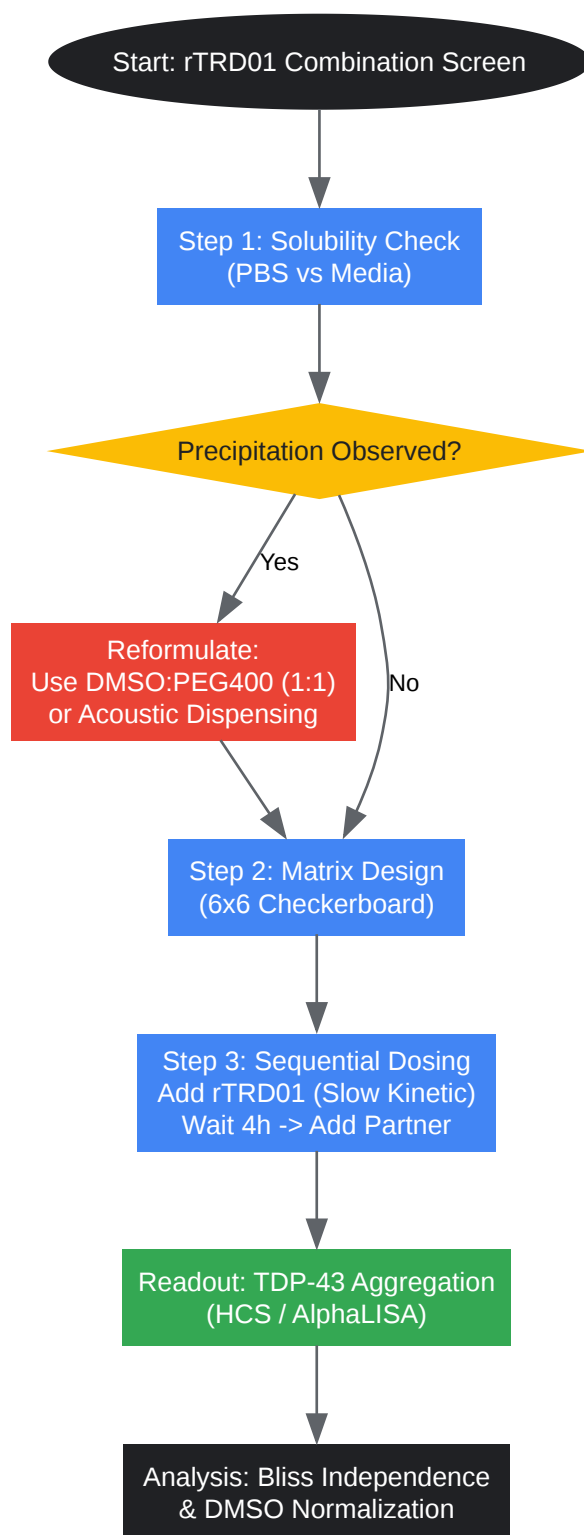 Start: rTRD01 Combination Screen
Step 1: Solubility Check
(PBS vs Media)
Precipitation Observed?
Yes
Reformulate:
Use DMSO:PEG400 (1:1)
or Acoustic Dispensing
No
Step 2: Matrix Design
(6x6 Checkerboard)
Step 3: Sequential Dosing
Add rTRD01 (Slow Kinetic)
Wait 4h -> Add Partner
Readout: TDP-43 Aggregation
(HCS / AlphaLISA)
Analysis: Bliss Independence
& DMSO Normalization